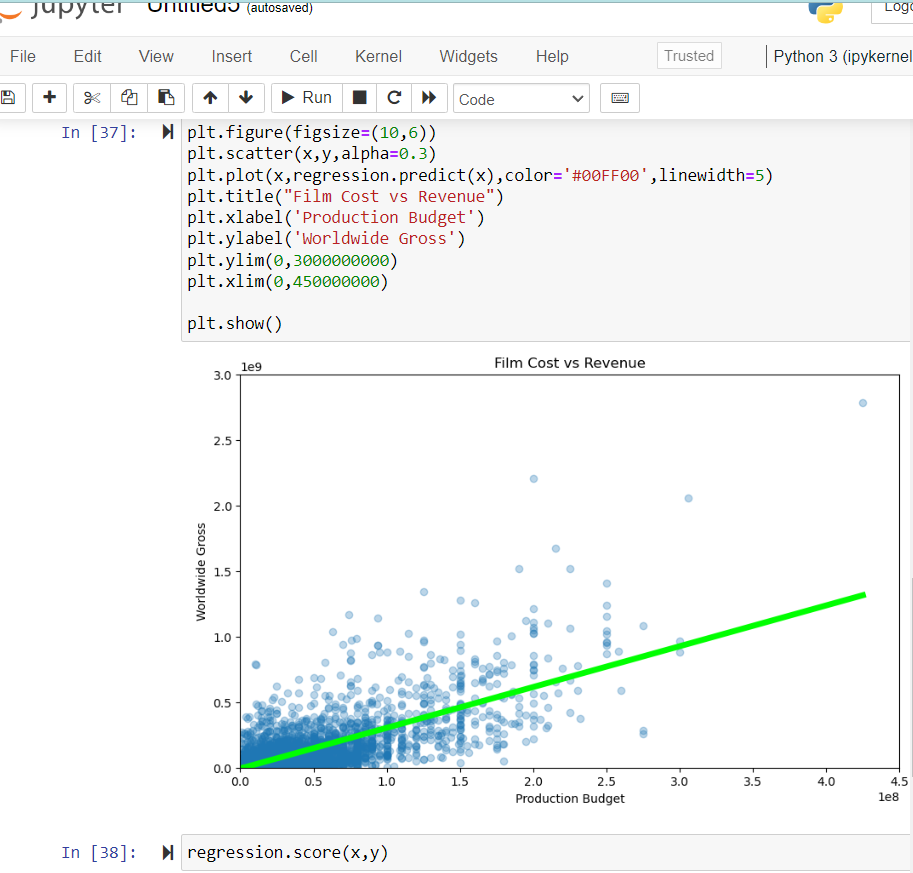 jupyter Untitled5 (autosaved)
File Edit View Insert Cell Kernel Widgets Help Trusted Python 3 (ipykernel
Run Code
In [37]:
plt.figure(figsize=(10,6))
plt.scatter(x,y,alpha=0.3)
plt.plot(x,regression.predict(x),color='#00FF00',linewidth=5)
plt.title("Film Cost vs Revenue")
plt.xlabel('Production Budget')
plt.ylabel('Worldwide Gross')
plt.ylim(0,3000000000)
plt.xlim(0,450000000)
plt.show()
Film Cost vs Revenue
1e9
3.0
2.5
2.0
1.5
1.0
0.5
0.0
Worldwide Gross
0.0 0.5 1.0 1.5 2.0 2.5 3.0 3.5 4.0 4.5
Production Budget
1e8
In [38]:
regression.score(x,y)